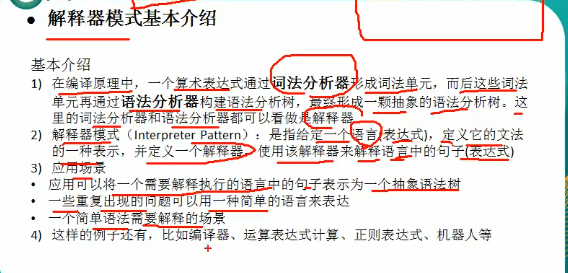 • 解释器模式基本介绍
基本介绍
1) 在编译原理中，一个算术表达式通过词法分析器形成词法单元，而后这些词法
单元再通过语法分析器构建语法分析树，最终形成一颗抽象的语法分析树。这
里的词法分析器和语法分析器都可以看做是解释器
2) 解释器模式（Interpreter Pattern）：是指给定一个语言(表达式)，定义它的文法
的一种表示，并定义一个解释器，使用该解释器来解释语言中的句子(表达式)
3) 应用场景
• 应用可以将一个需要解释执行的语言中的句子表示为一个抽象语法树
• 一些重复出现的问题可以用一种简单的语言来表达
• 一个简单语法需要解释的场景
4) 这样的例子还有，比如编译器、运算表达式计算、正则表达式、机器人等